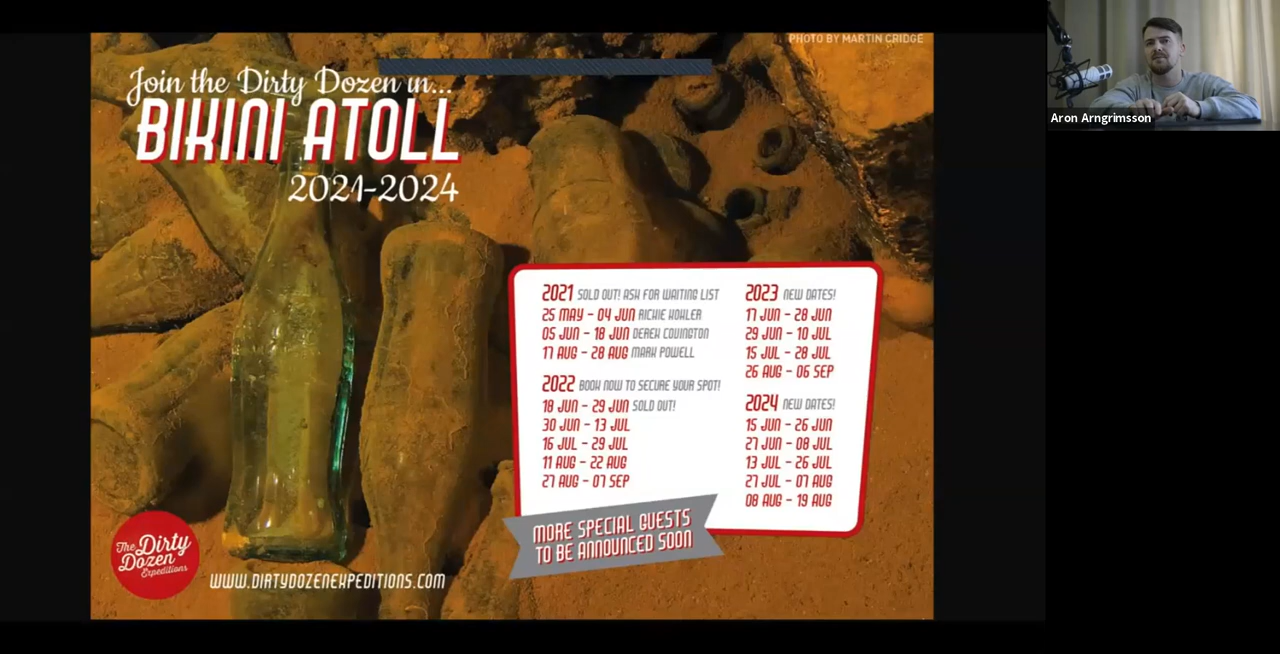 PHOTO BY MARTIN CRIDGE
Aron Arngrimsson
Join the Dirty Dozen in...
BIKINI ATOLL
2021-2024
2021 SOLD OUT! ASK FOR WAITING LIST
25 MAY - 04 JUN RICHIE KOHLER
05 JUN - 18 JUN DEREK COVINGTON
17 AUG - 28 AUG MARK POWELL
2022 BOOK NOW TO SECURE YOUR SPOT!
18 JUN - 29 JUN SOLD OUT!
30 JUN - 13 JUL
16 JUL - 29 JUL
11 AUG - 22 AUG
27 AUG - 07 SEP
2023 NEW DATES!
17 JUN - 28 JUN
29 JUN - 10 JUL
15 JUL - 28 JUL
26 AUG - 06 SEP
2024 NEW DATES!
15 JUN - 26 JUN
27 JUN - 08 JUL
13 JUL - 26 JUL
27 JUL - 07 AUG
08 AUG - 19 AUG
MORE SPECIAL GUESTS
TO BE ANNOUNCED SOON
The Dirty
Dozen
Expeditions
WWW.DIRTYDOZENEXPEDITIONS.COM